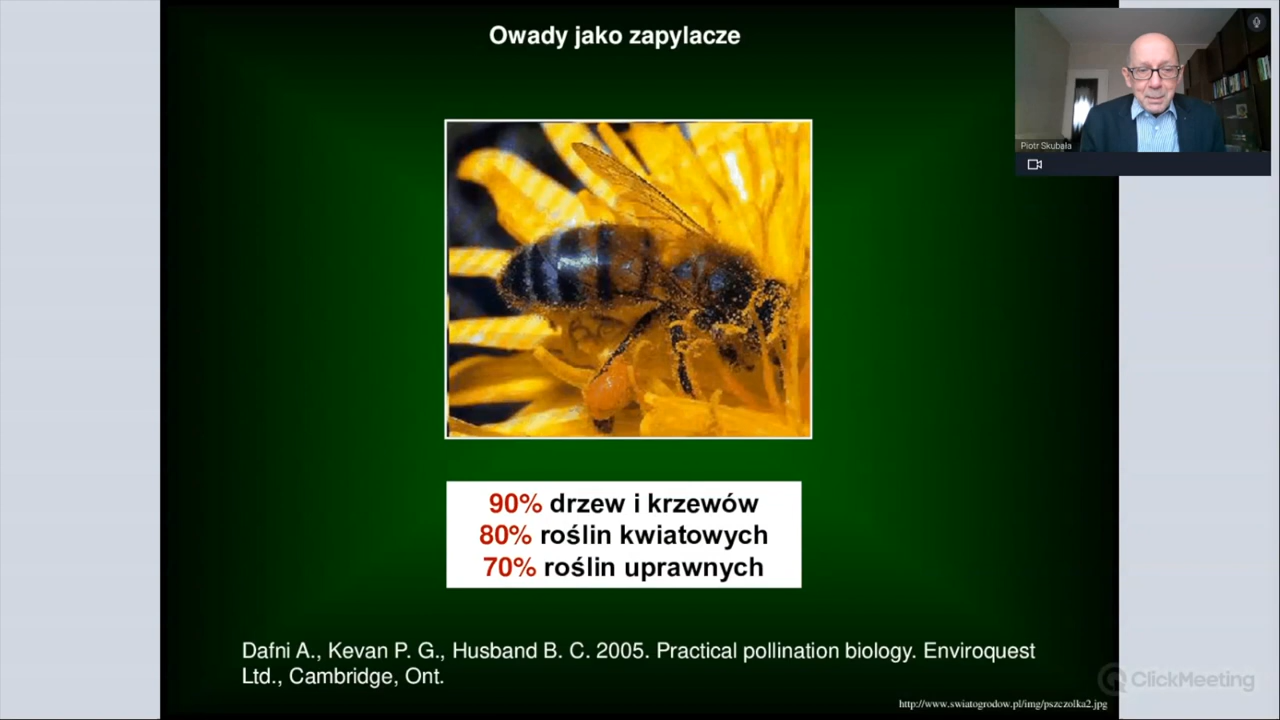 Owady jako zapylacze
Piotr Skubała
90% drzew i krzewów
80% roślin kwiatowych
70% roślin uprawnych
Dafni A., Kevan P. G., Husband B. C. 2005. Practical pollination biology. Enviroquest
Ltd., Cambridge, Ont.
ClickMeeting
http://www.swiatogrodow.pl/img/pszczolka2.jpg